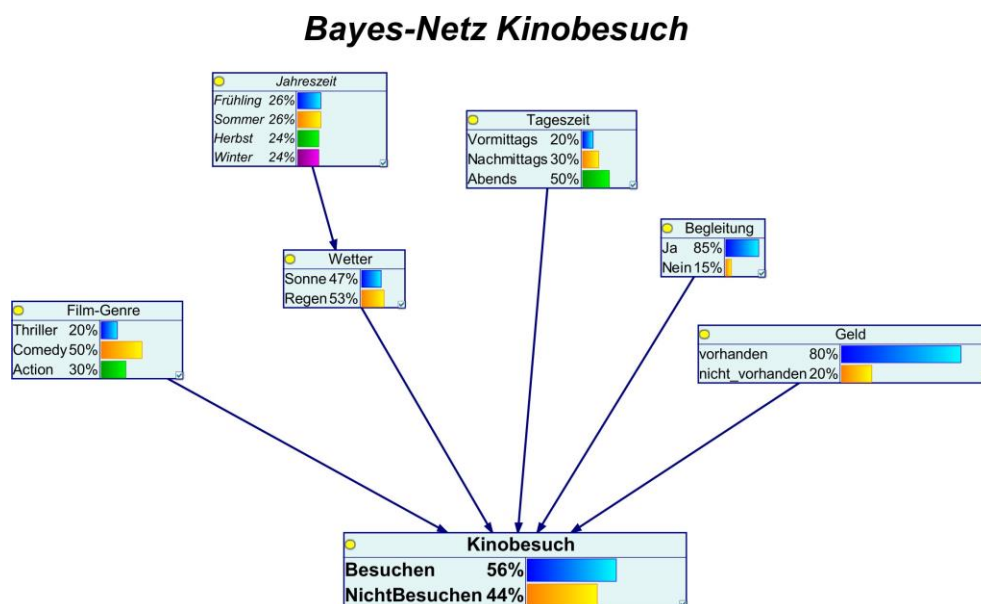 Bayes-Netz Kinobesuch
Jahreszeit
Frühling 26%
Sommer 26%
Herbst 24%
Winter 24%
Tageszeit
Vormittags 20%
Nachmittags 30%
Abends 50%
Begleitung
Ja 85%
Nein 15%
Wetter
Sonne 47%
Regen 53%
Film-Genre
Thriller 20%
Comedy 50%
Action 30%
Geld
vorhanden 80%
nicht_vorhanden 20%
Kinobesuch
Besuchen 56%
NichtBesuchen 44%